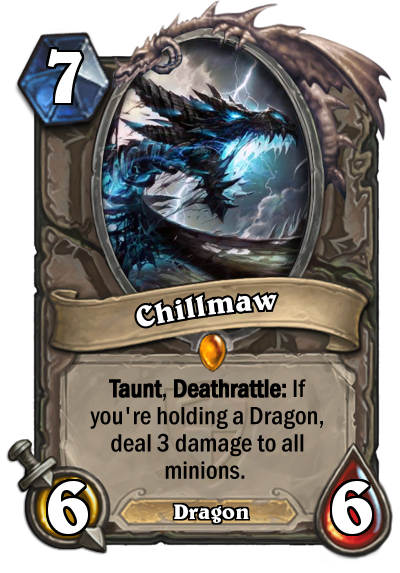 7
Chillmaw
Taunt, Deathrattle: If
you're holding a Dragon,
deal 3 damage to all
minions.
6
Dragon
6